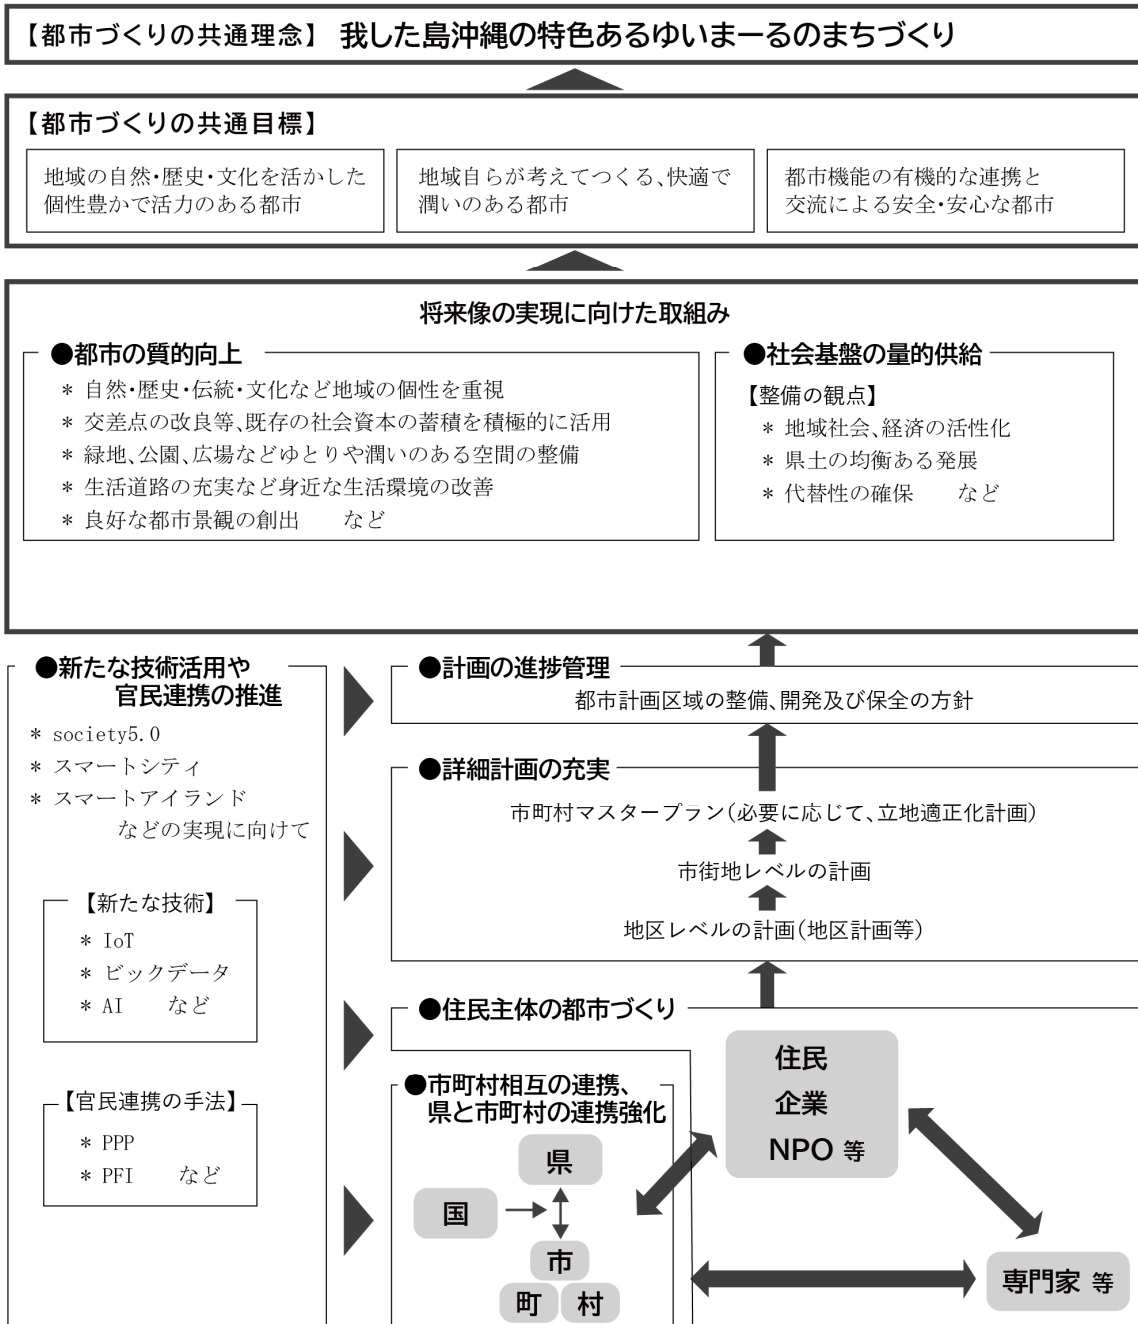 【都市づくりの共通理念】 我した島沖縄の特色あるゆいまーるのまちづくり
【都市づくりの共通目標】
地域の自然・歴史・文化を活かした
個性豊かで活力のある都市
地域自らが考えてつくる、快適で
潤いのある都市
都市機能の有機的な連携と
交流による安全・安心な都市
将来像の実現に向けた取組み
●都市の質的向上
* 自然・歴史・伝統・文化など地域の個性を重視
* 交差点の改良等、既存の社会資本の蓄積を積極的に活用
* 緑地、公園、広場などゆとりや潤いのある空間の整備
* 生活道路の充実など身近な生活環境の改善
* 良好な都市景観の創出 など
●社会基盤の量的供給
【整備の観点】
* 地域社会、経済の活性化
* 県土の均衡ある発展
* 代替性の確保 など
●新たな技術活用や
官民連携の推進
* society5.0
* スマートシティ
* スマートアイランド
などの実現に向けて
【新たな技術】
* IoT
* ビックデータ
* AI など
【官民連携の手法】
* PPP
* PFI など
●計画の進捗管理
都市計画区域の整備、開発及び保全の方針
●詳細計画の充実
市町村マスタープラン(必要に応じて、立地適正化計画)
市街地レベルの計画
地区レベルの計画(地区計画等)
●住民主体の都市づくり
住民
企業
NPO 等
●市町村相互の連携、
県と市町村の連携強化
県
国
市
町 村
専門家 等